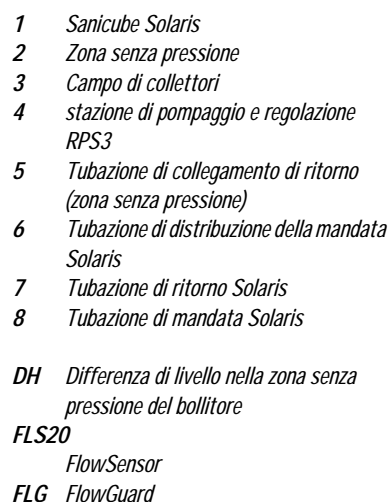 1 Sanicube Solaris
2 Zona senza pressione
3 Campo di collettori
4 stazione di pompaggio e regolazione
RPS3
5 Tubazione di collegamento di ritorno
(zona senza pressione)
6 Tubazione di distribuzione della mandata
Solaris
7 Tubazione di ritorno Solaris
8 Tubazione di mandata Solaris
DH Differenza di livello nella zona senza
pressione del bollitore
FLS20
FlowSensor
FLG FlowGuard